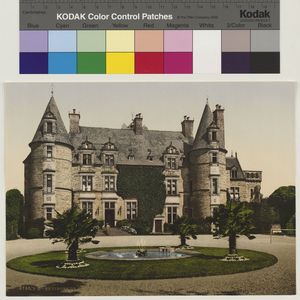 KODAK Color Control Patches
Kodak
Blue Cyan Green Yellow Red Magenta White 3/Color Black